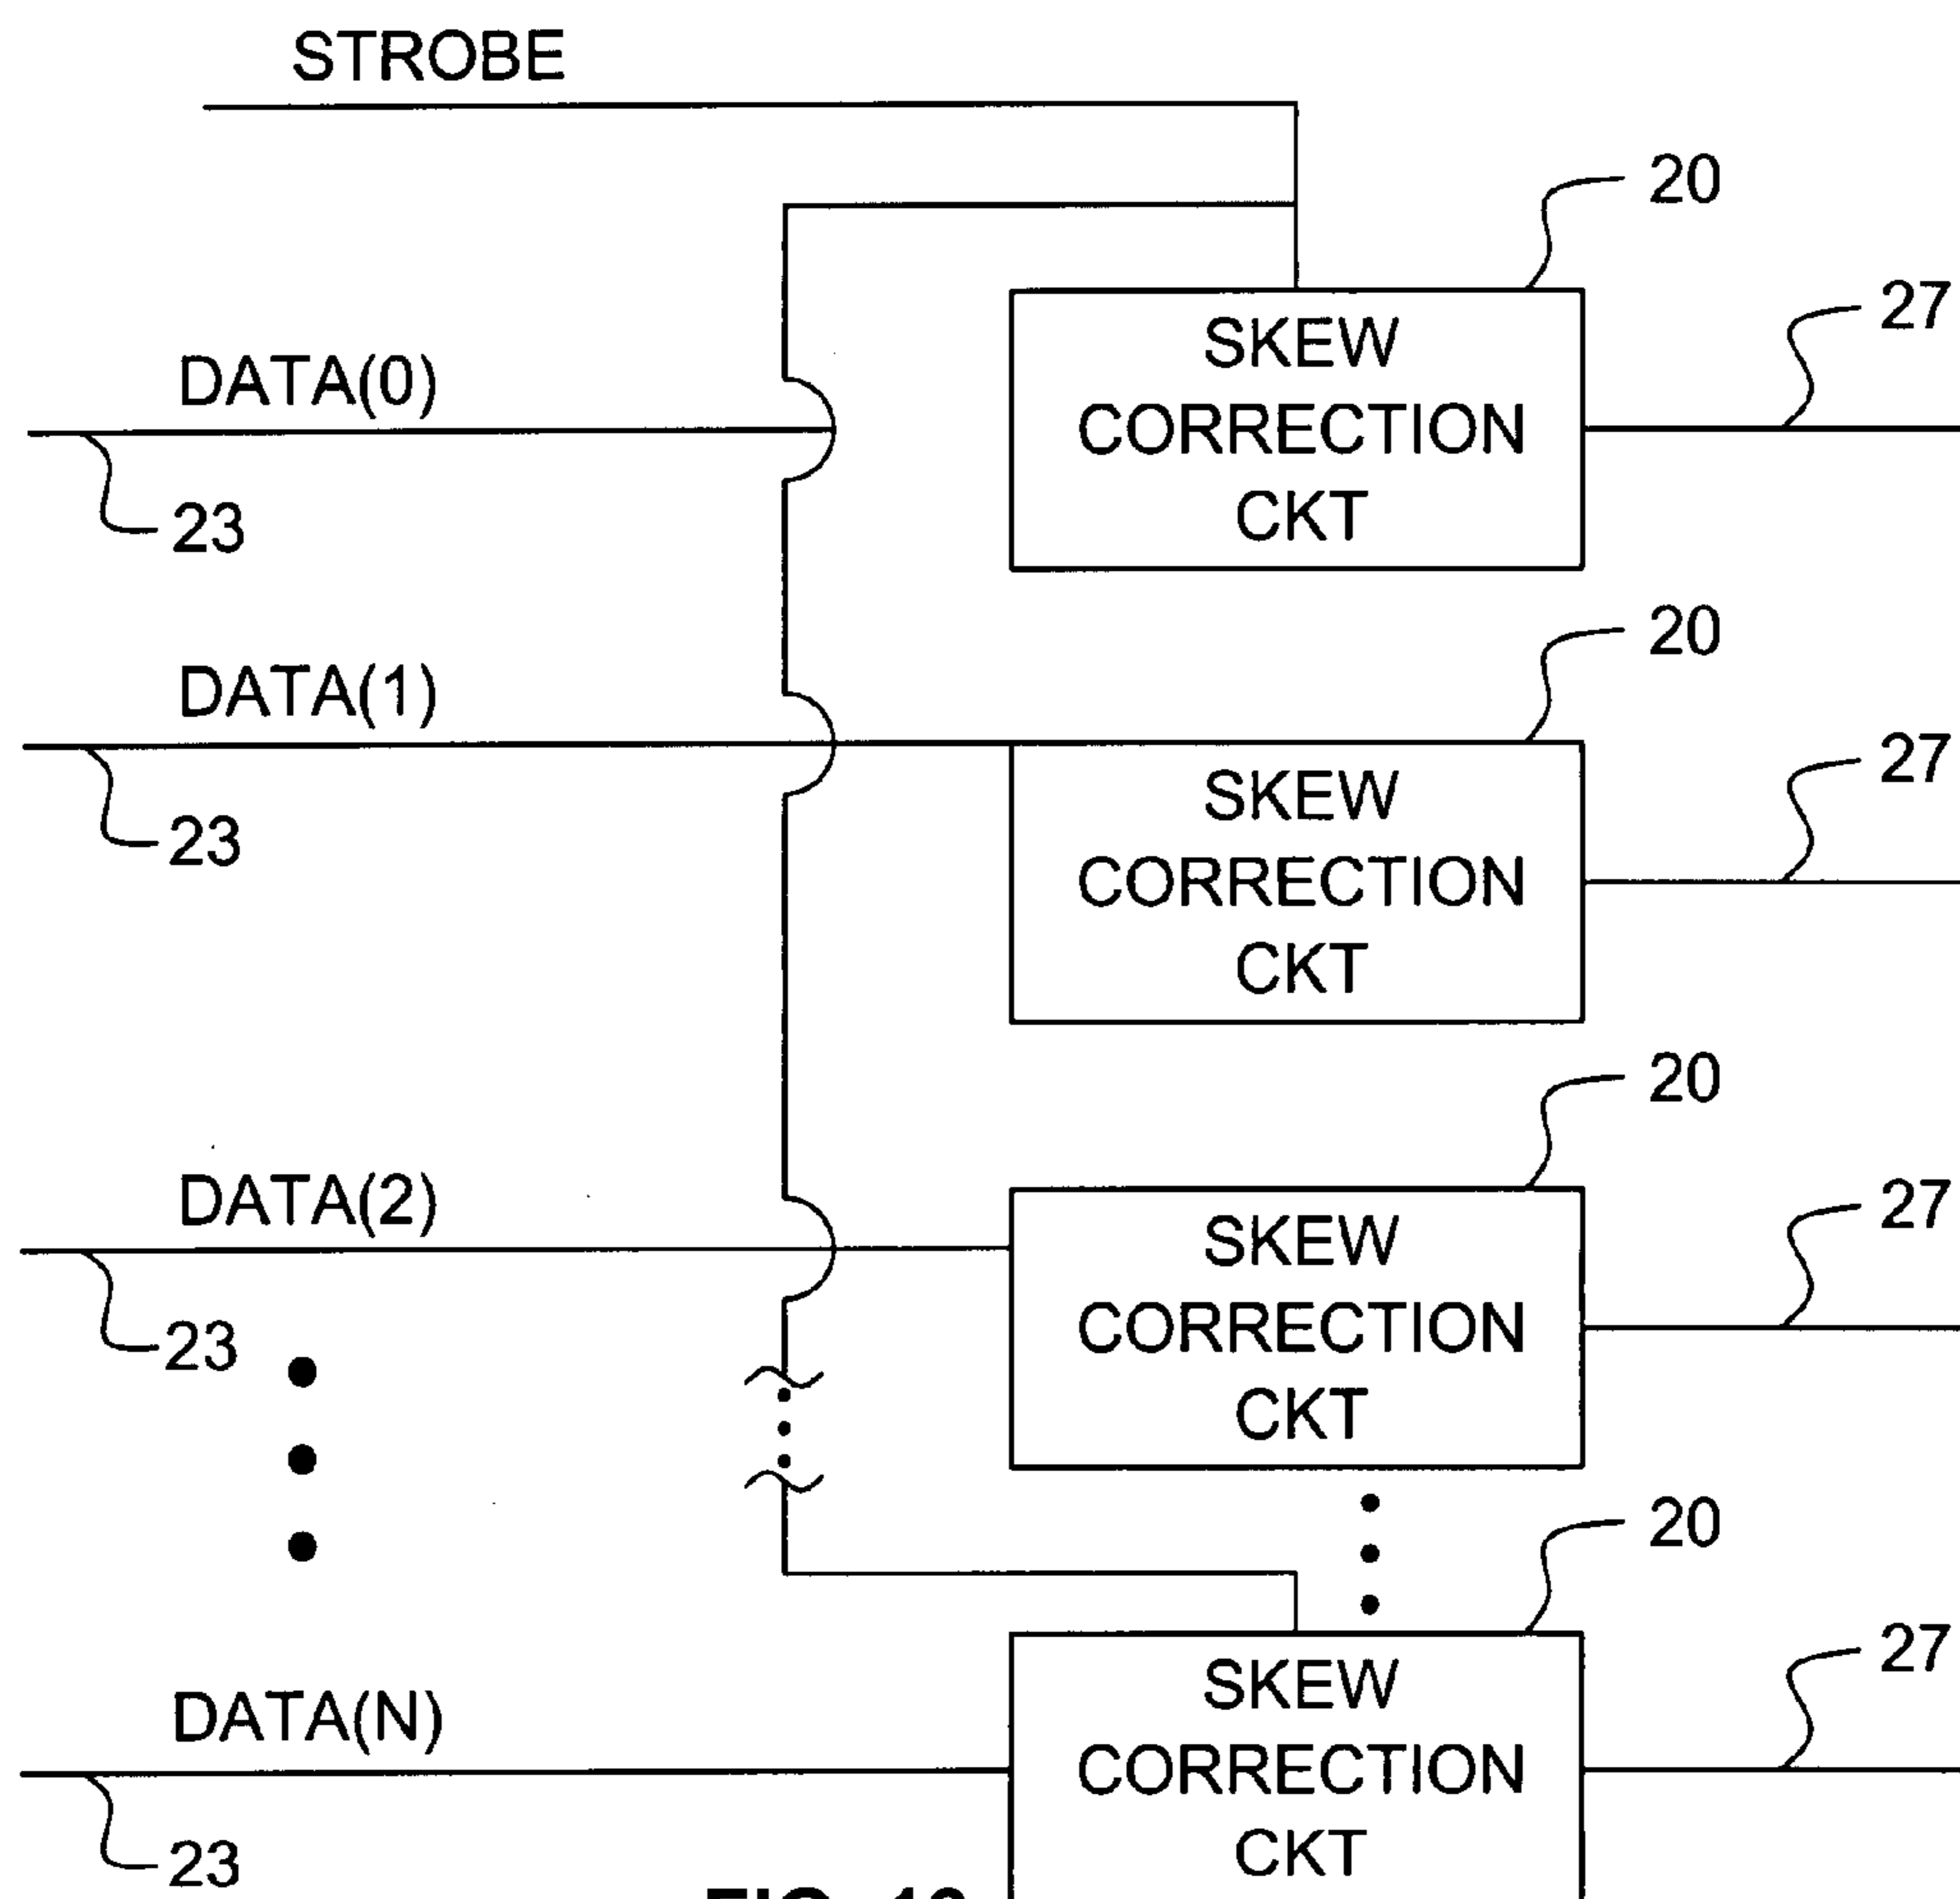 STROBE
20
27
SKEW
CORRECTION
CKT
DATA(0)
23
20
27
SKEW
CORRECTION
CKT
DATA(1)
23
20
27
SKEW
CORRECTION
CKT
DATA(2)
23
20
27
SKEW
CORRECTION
CKT
DATA(N)
23